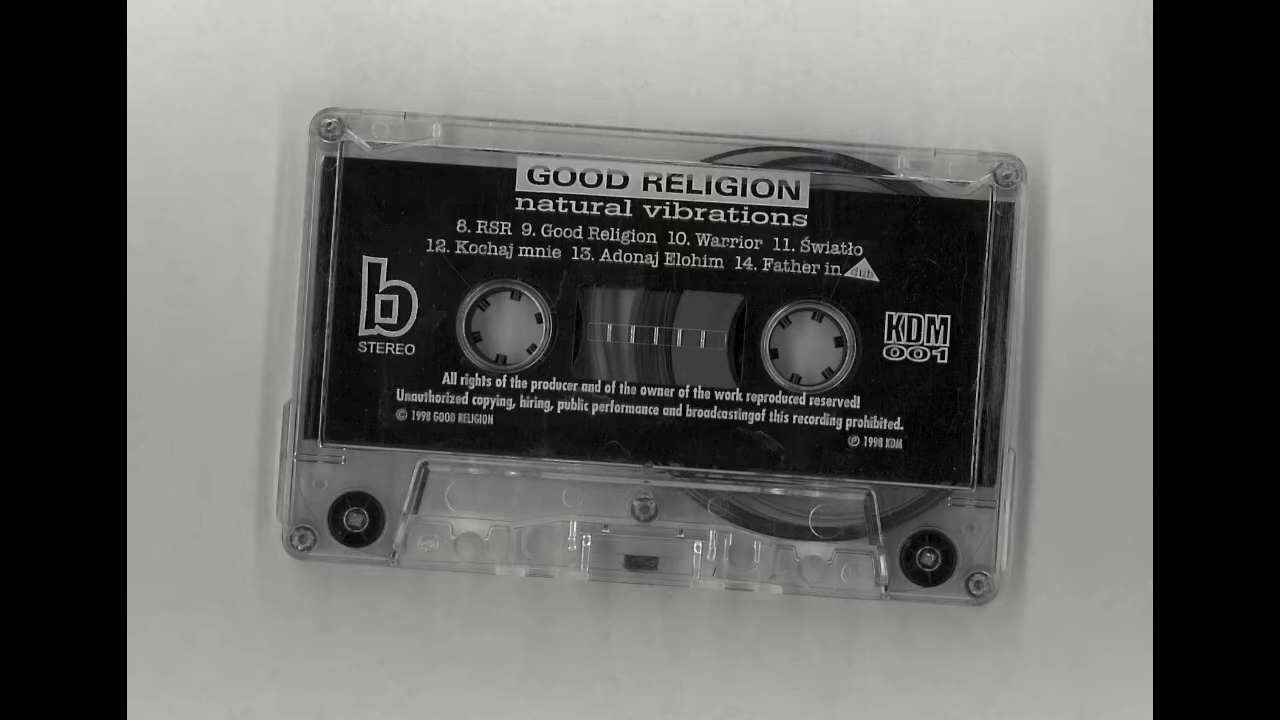 GOOD RELIGION
natural vibrations
8. RSR 9. Good Religion 10. Warrior 11. Światło
12. Kochaj mnie 13. Adonaj Elohim 14. Father in dub
b
STEREO
KDM
001
All rights of the producer and of the owner of the work reproduced reserved!
Unauthorized copying, hiring, public performance and broadcastingof this recording prohibited.
© 1998 GOOD RELIGION
℗ 1998 KDM